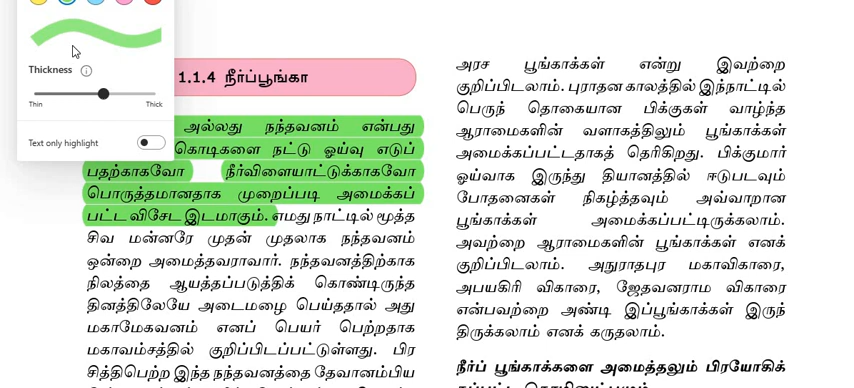 Thickness
Thin Thick
Text only highlight
1.1.4 நீர்ப்பூங்கா
அல்லது நந்தவனம் என்பது
கொடிகளை நட்டு ஓய்வு எடுப்
பதற்காகவோ நீர்விளையாட்டுக்காகவோ
பொருத்தமானதாக முறைப்படி அமைக்கப்
பட்ட விசேட இடமாகும். எமது நாட்டில் மூத்த
சிவ மன்னரே முதன் முதலாக நந்தவனம்
ஒன்றை அமைத்தவராவார். நந்தவனத்திற்காக
நிலத்தை ஆயத்தப்படுத்திக் கொண்டிருந்த
தினத்திலேயே அடைமழை பெய்ததால் அது
மகாமேகவனம் எனப் பெயர் பெற்றதாக
மகாவம்சத்தில் குறிப்பிடப்பட்டுள்ளது. பிர
சித்திபெற்ற இந்த நந்தவனத்தை தேவானம்பிய
அரச பூங்காக்கள் என்று இவற்றை
குறிப்பிடலாம். புராதன காலத்தில் இந்நாட்டில்
பெருந் தொகையான பிக்குகள் வாழ்ந்த
ஆராமைகளின் வளாகத்திலும் பூங்காக்கள்
அமைக்கப்பட்டதாகத் தெரிகிறது. பிக்குமார்
ஓய்வாக இருந்து தியானத்தில் ஈடுபடவும்
போதனைகள் நிகழ்த்தவும் அவ்வாறான
பூங்காக்கள் அமைக்கப்பட்டிருக்கலாம்.
அவற்றை ஆராமைகளின் பூங்காக்கள் எனக்
குறிப்பிடலாம். அநுராதபுர மகாவிகாரை,
அபயகிரி விகாரை, ஜேதவனராம விகாரை
என்பவற்றை அண்டி இப்பூங்காக்கள் இருந்
திருக்கலாம் எனக் கருதலாம்.
நீர்ப் பூங்காக்களை அமைத்தலும் பிரயோகிக்